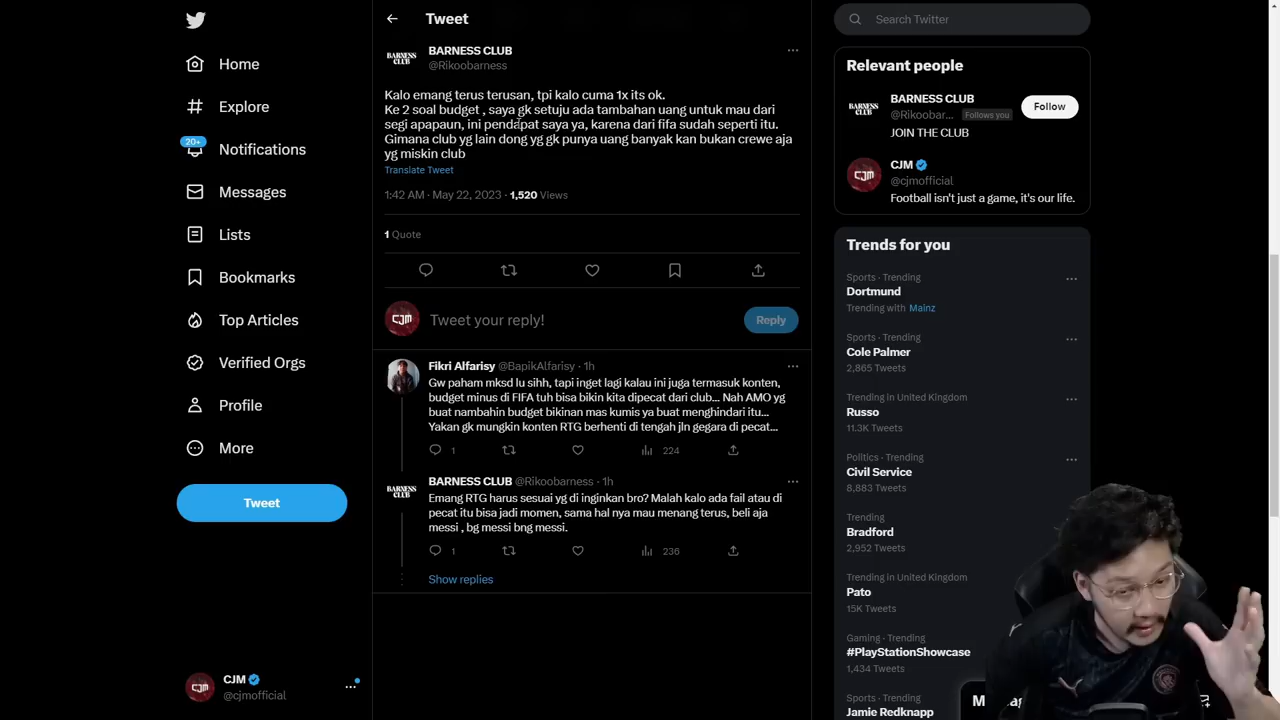 Home
Explore
20+
Notifications
Messages
Lists
Bookmarks
Top Articles
Verified Orgs
Profile
More
Tweet
CJM
@cjmofficial
Tweet
BARNESS CLUB
BARNESS CLUB
@Rikoobarness
Kalo emang terus terusan, tpi kalo cuma 1x its ok.
Ke 2 soal budget , saya gk setuju ada tambahan uang untuk mau dari
segi apapaun, ini pendapat saya ya, karena dari fifa sudah seperti itu.
Gimana club yg lain dong yg gk punya uang banyak kan bukan crewe aja
yg miskin club
Translate Tweet
1:42 AM · May 22, 2023 · 1,520 Views
1 Quote
CJM
Tweet your reply!
Reply
Fikri Alfarisy @BapikAlfarisy · 1h
Gw paham mksd lu sihh, tapi inget lagi kalau ini juga termasuk konten,
budget minus di FIFA tuh bisa bikin kita dipecat dari club... Nah AMO yg
buat nambahin budget bikinan mas kumis ya buat menghindari itu...
Yakan gk mungkin konten RTG berhenti di tengah jln gegara di pecat...
1
224
BARNESS CLUB
BARNESS CLUB @Rikoobarness · 1h
Emang RTG harus sesuai yg di inginkan bro? Malah kalo ada fail atau di
pecat itu bisa jadi momen, sama hal nya mau menang terus, beli aja
messi , bg messi bng messi.
1
236
Show replies
Search Twitter
Relevant people
BARNESS CLUB
BARNESS CLUB
@Rikoobar... Follows you
Follow
JOIN THE CLUB
CJM
CJM
@cjmofficial
Football isn't just a game, it's our life.
Trends for you
Sports · Trending
Dortmund
Trending with Mainz
Sports · Trending
Cole Palmer
2,865 Tweets
Trending in United Kingdom
Russo
11.3K Tweets
Politics · Trending
Civil Service
8,883 Tweets
Trending
Bradford
2,952 Tweets
Trending in United Kingdom
Pato
15K Tweets
Gaming · Trending
#PlayStationShowcase
1,434 Tweets
Sports · Trending
Jamie Redknapp